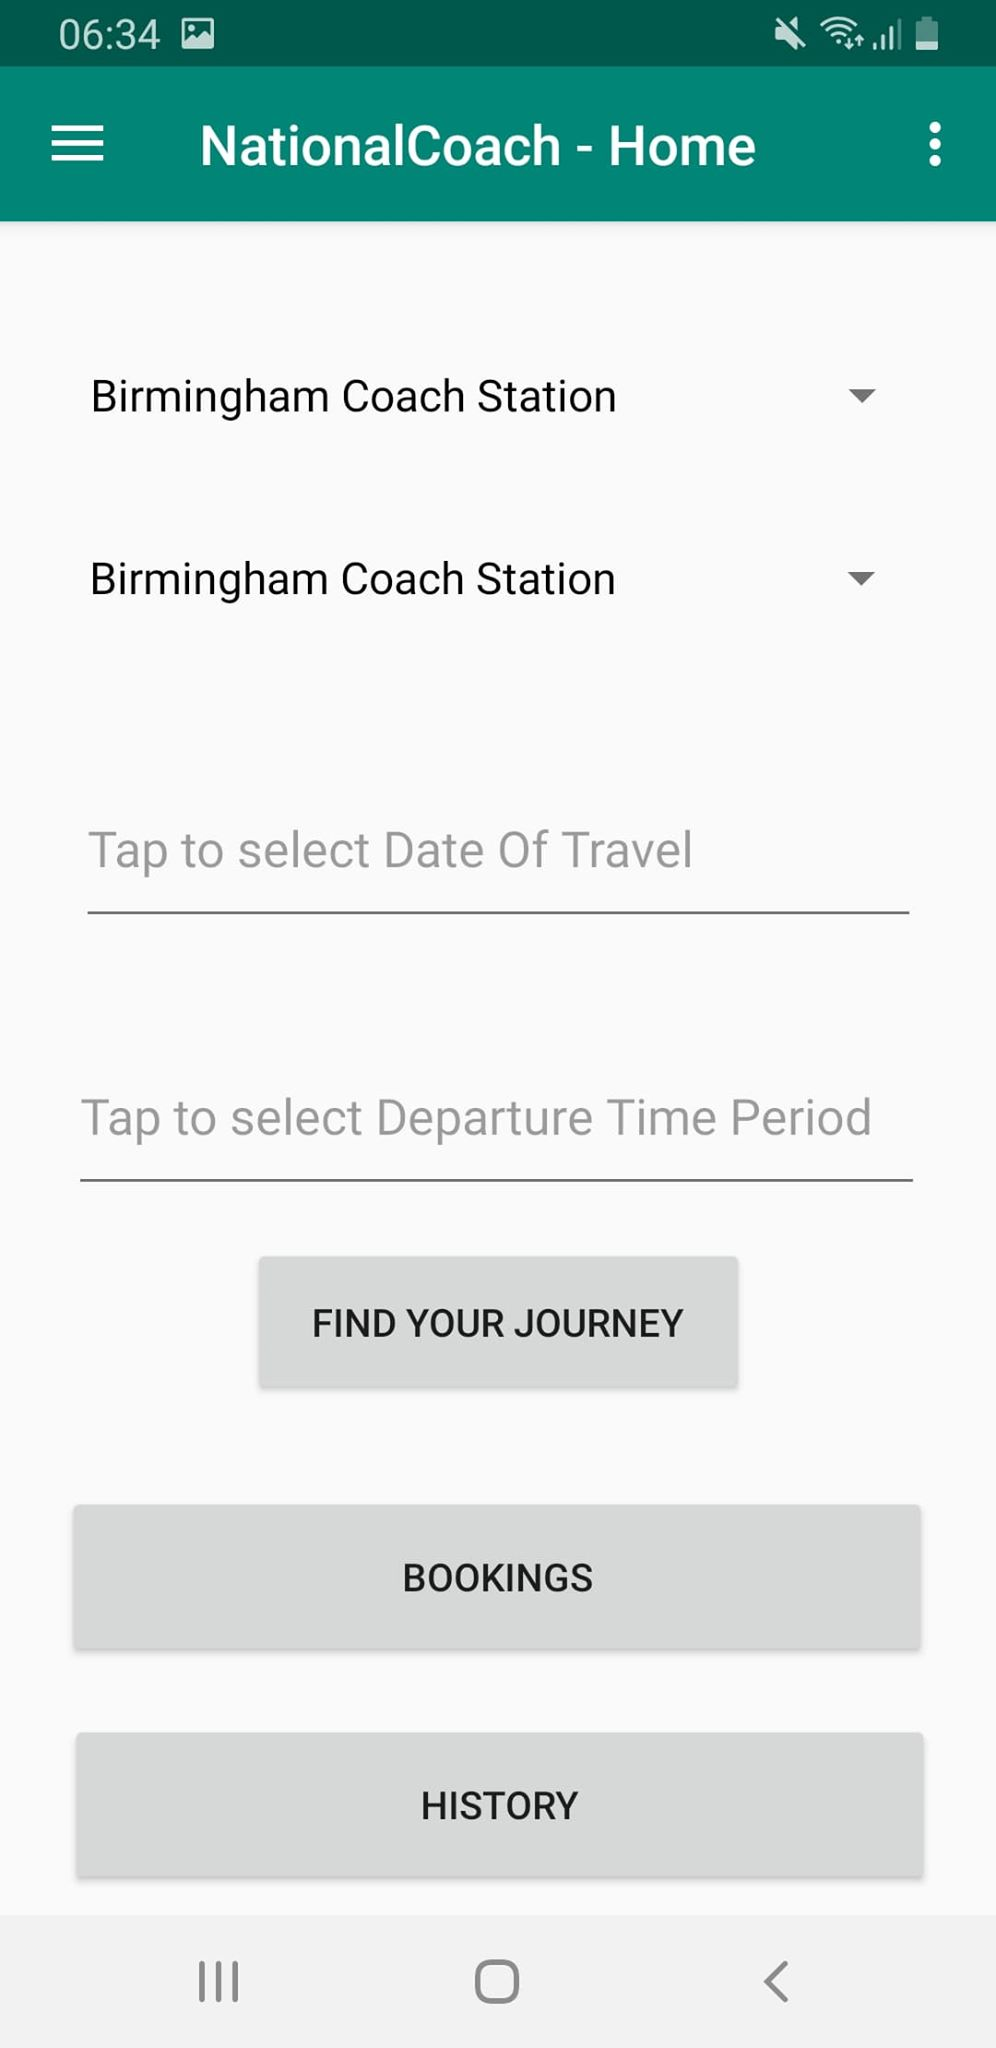 06:34
NationalCoach - Home
Birmingham Coach Station
Birmingham Coach Station
Tap to select Date Of Travel
Tap to select Departure Time Period
FIND YOUR JOURNEY
BOOKINGS
HISTORY